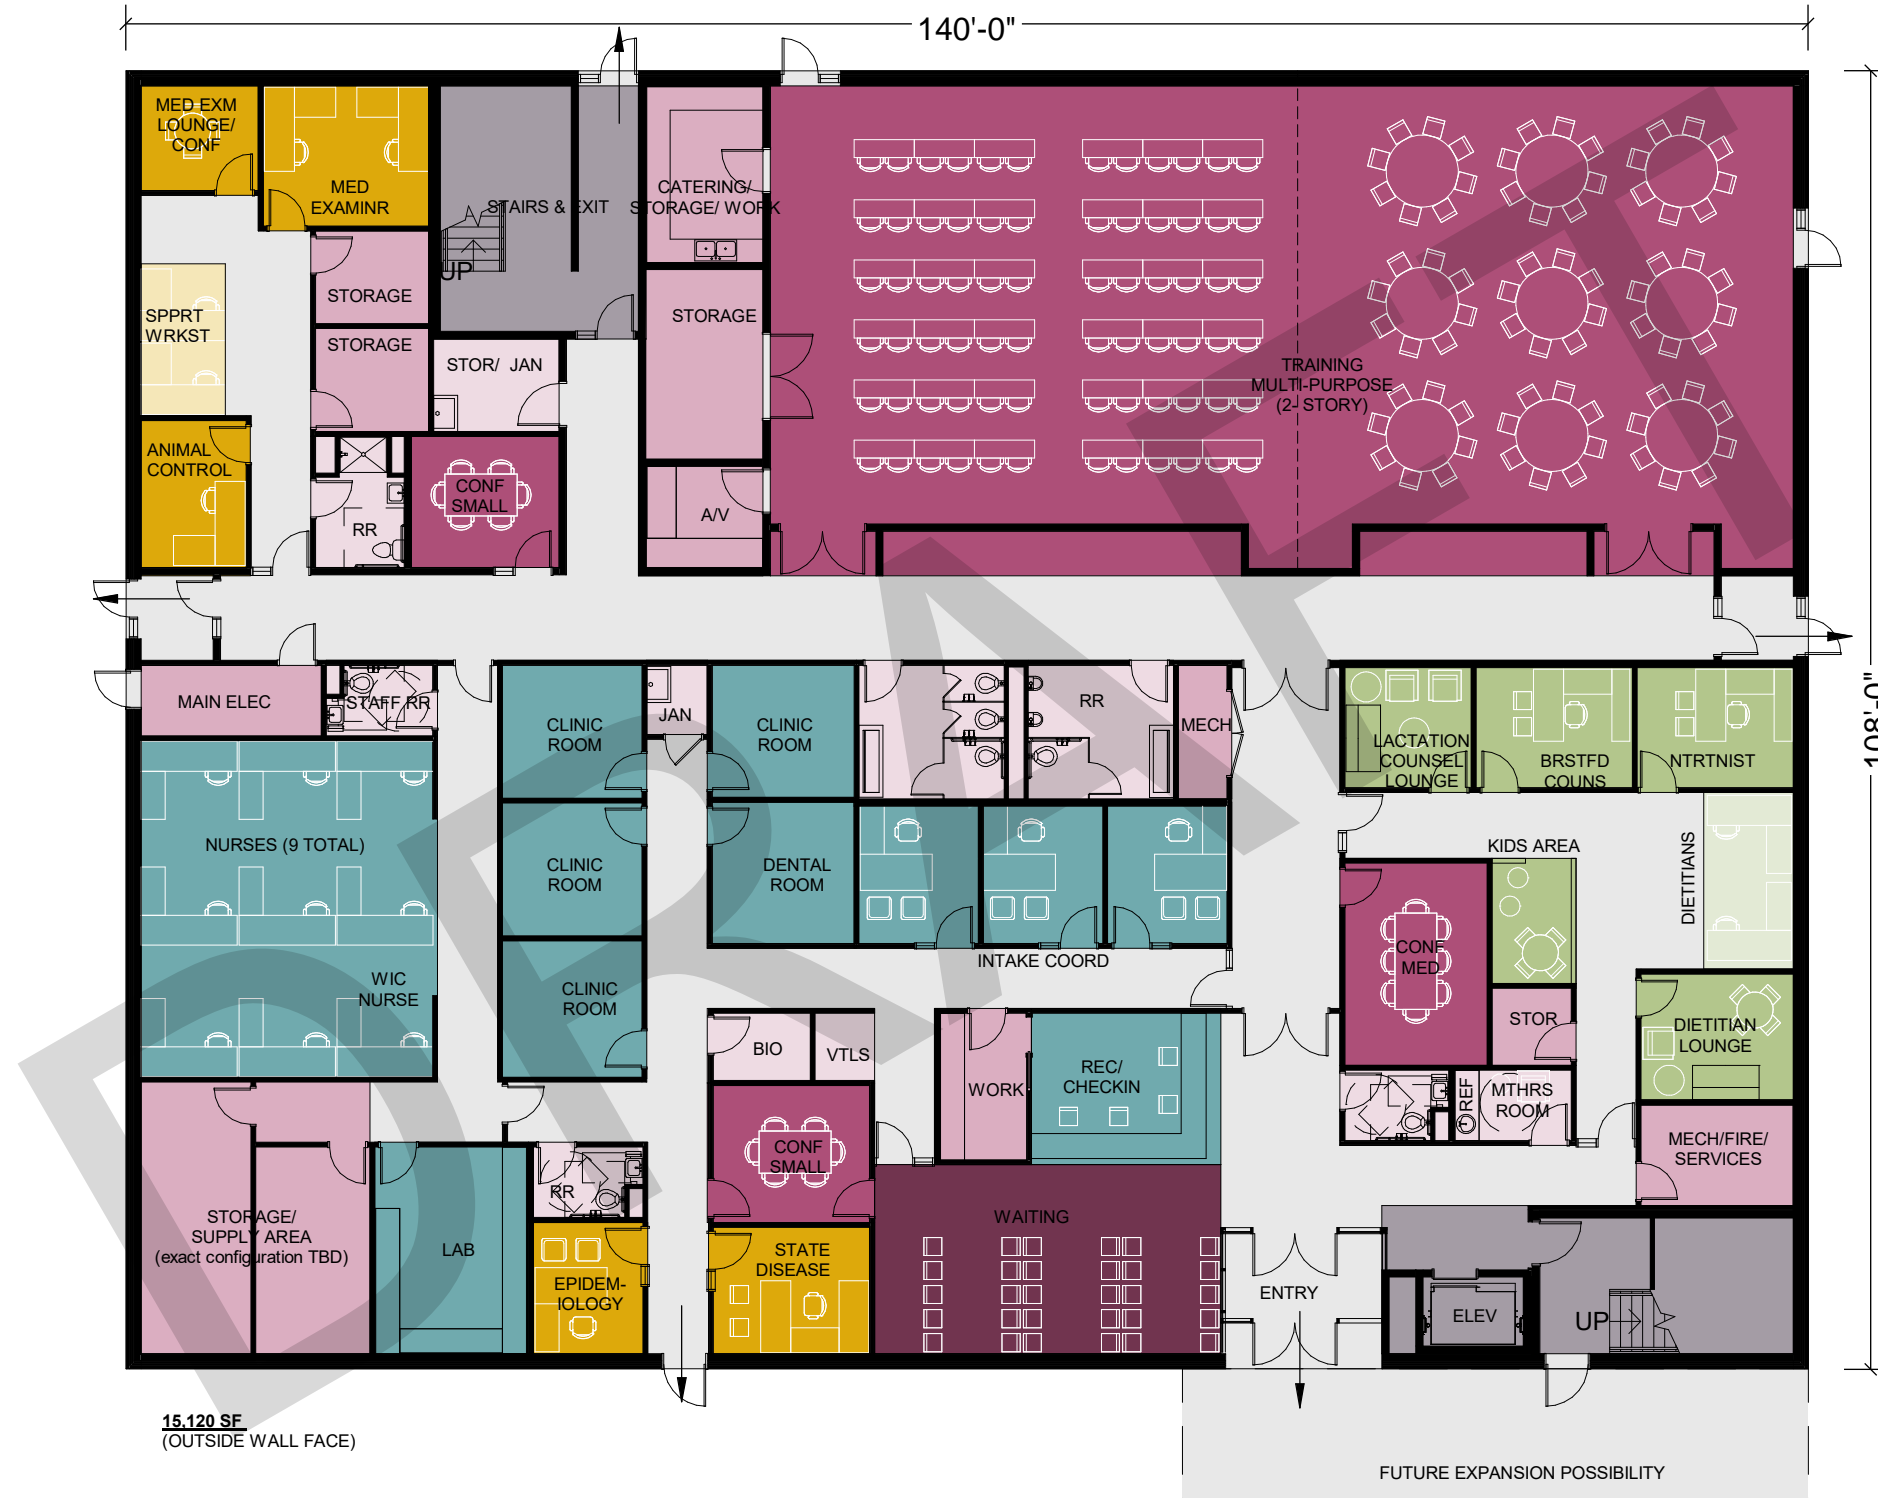 140'-0"
MED EXM
LOUNGE/
CONF
MED
EXAMINR
STAIRS & EXIT
UP
CATERING/
STORAGE/ WORK
STORAGE
STORAGE
STORAGE
SPPRT
WRKST
STOR/ JAN
TRAINING
MULTI-PURPOSE
(2- STORY)
ANIMAL
CONTROL
CONF
SMALL
RR
A/V
108'-0"
MAIN ELEC
STAFF RR
CLINIC
ROOM
JAN
CLINIC
ROOM
RR
MECH
LACTATION
COUNSEL
LOUNGE
BRSTFD
COUNS
NTRTNIST
NURSES (9 TOTAL)
CLINIC
ROOM
DENTAL
ROOM
KIDS AREA
DIETITIANS
CONF
MED
INTAKE COORD
WIC
NURSE
CLINIC
ROOM
BIO
VTLS
WORK
REC/
CHECKIN
STOR
DIETITIAN
LOUNGE
REF
MTHRS
ROOM
MECH/FIRE/
SERVICES
CONF
SMALL
RR
STORAGE/
SUPPLY AREA
(exact configuration TBD)
LAB
WAITING
EPIDEM-
IOLOGY
STATE
DISEASE
ENTRY
ELEV
UP
DRAFT
15,120 SF
(OUTSIDE WALL FACE)
FUTURE EXPANSION POSSIBILITY